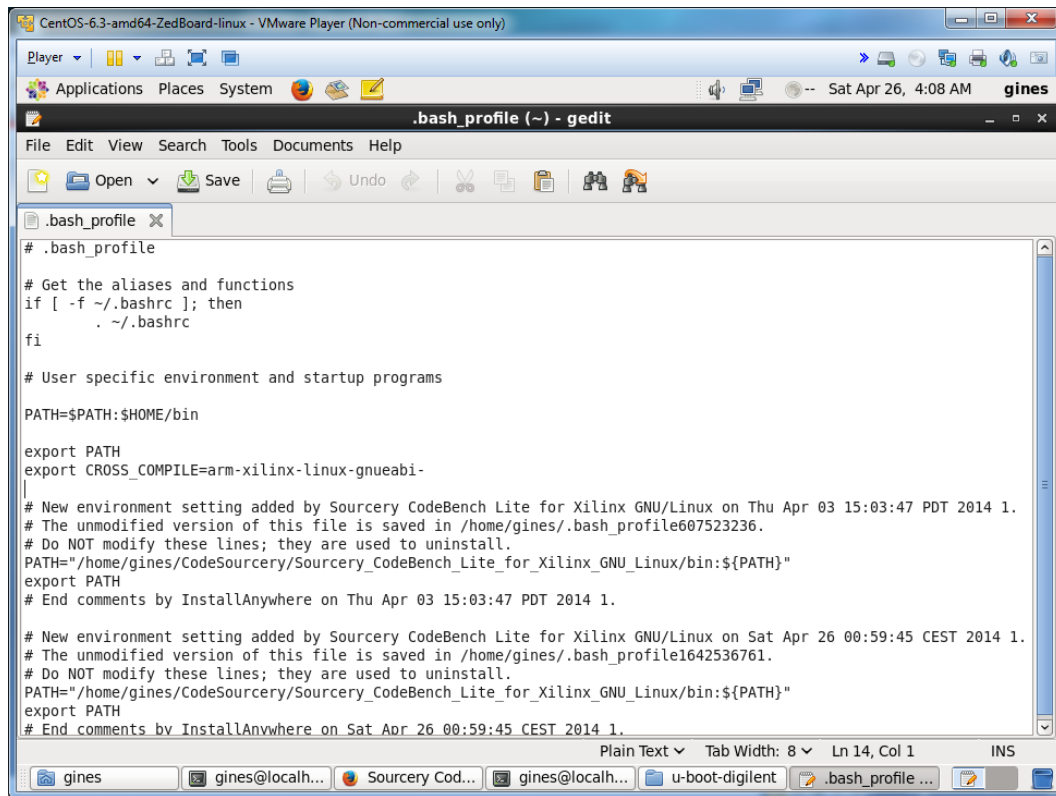 CentOS-6.3-amd64-ZedBoard-linux - VMware Player (Non-commercial use only)
Player
Applications Places System -- Sat Apr 26, 4:08 AM gines
.bash_profile (~) - gedit
File Edit View Search Tools Documents Help
Open Save Undo
.bash_profile
# .bash_profile
# Get the aliases and functions
if [ -f ~/.bashrc ]; then
        . ~/.bashrc
fi
# User specific environment and startup programs
PATH=$PATH:$HOME/bin
export PATH
export CROSS_COMPILE=arm-xilinx-linux-gnueabi-
# New environment setting added by Sourcery CodeBench Lite for Xilinx GNU/Linux on Thu Apr 03 15:03:47 PDT 2014 1.
# The unmodified version of this file is saved in /home/gines/.bash_profile607523236.
# Do NOT modify these lines; they are used to uninstall.
PATH="/home/gines/CodeSourcery/Sourcery_CodeBench_Lite_for_Xilinx_GNU_Linux/bin:${PATH}"
export PATH
# End comments by InstallAnywhere on Thu Apr 03 15:03:47 PDT 2014 1.
# New environment setting added by Sourcery CodeBench Lite for Xilinx GNU/Linux on Sat Apr 26 00:59:45 CEST 2014 1.
# The unmodified version of this file is saved in /home/gines/.bash_profile1642536761.
# Do NOT modify these lines; they are used to uninstall.
PATH="/home/gines/CodeSourcery/Sourcery_CodeBench_Lite_for_Xilinx_GNU_Linux/bin:${PATH}"
export PATH
# End comments by InstallAnywhere on Sat Apr 26 00:59:45 CEST 2014 1.
Plain Text Tab Width: 8 Ln 14, Col 1 INS
gines gines@localh... Sourcery Cod... gines@localh... u-boot-digilent .bash_profile ...